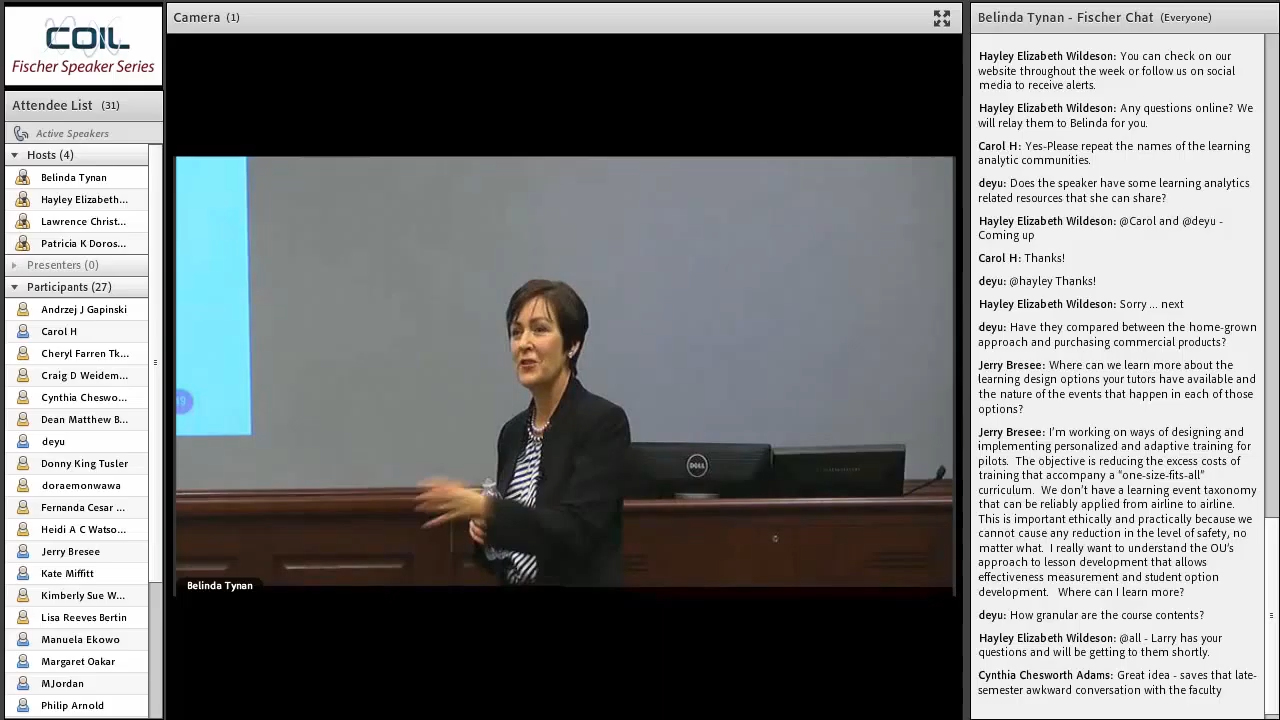 COIL
Fischer Speaker Series
Attendee List (31)
Active Speakers
Hosts (4)
Belinda Tynan
Hayley Elizabeth...
Lawrence Christ...
Patricia K Doros...
Presenters (0)
Participants (27)
Andrzej J Gapinski
Carol H
Cheryl Farren Tk...
Craig D Weidem...
Cynthia Cheswo...
Dean Matthew B...
deyu
Donny King Tusler
doraemonwawa
Fernanda Cesar ...
Heidi A C Watso...
Jerry Bresee
Kate Miffitt
Kimberly Sue W...
Lisa Reeves Bertin
Manuela Ekowo
Margaret Oakar
MJordan
Philip Arnold
Camera (1)
49
DELL
Belinda Tynan
Belinda Tynan - Fischer Chat (Everyone)
Hayley Elizabeth Wildeson: You can check on our
website throughout the week or follow us on social
media to receive alerts.
Hayley Elizabeth Wildeson: Any questions online? We
will relay them to Belinda for you.
Carol H: Yes-Please repeat the names of the learning
analytic communities.
deyu: Does the speaker have some learning analytics
related resources that she can share?
Hayley Elizabeth Wildeson: @Carol and @deyu -
Coming up
Carol H: Thanks!
deyu: @hayley Thanks!
Hayley Elizabeth Wildeson: Sorry ... next
deyu: Have they compared between the home-grown
approach and purchasing commercial products?
Jerry Bresee: Where can we learn more about the
learning design options your tutors have available and
the nature of the events that happen in each of those
options?
Jerry Bresee: I'm working on ways of designing and
implementing personalized and adaptive training for
pilots.  The objective is reducing the excess costs of
training that accompany a "one-size-fits-all"
curriculum.  We don't have a learning event taxonomy
that can be reliably applied from airline to airline.
This is important ethically and practically because we
cannot cause any reduction in the level of safety, no
matter what.  I really want to understand the OU's
approach to lesson development that allows
effectiveness measurement and student option
development.   Where can I learn more?
deyu: How granular are the course contents?
Hayley Elizabeth Wildeson: @all - Larry has your
questions and will be getting to them shortly.
Cynthia Chesworth Adams: Great idea - saves that late-
semester awkward conversation with the faculty